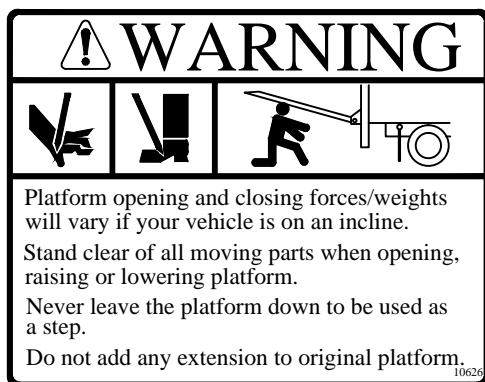 WARNING
Platform opening and closing forces/weights
will vary if your vehicle is on an incline.
Stand clear of all moving parts when opening,
raising or lowering platform.
Never leave the platform down to be used as
a step.
Do not add any extension to original platform.
10626